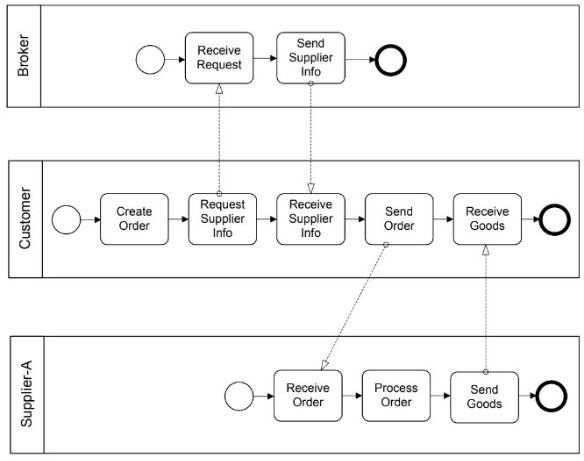 Broker
Receive
Request
Send
Supplier
Info
Customer
Create
Order
Request
Supplier
Info
Receive
Supplier
Info
Send
Order
Receive
Goods
Supplier-A
Receive
Order
Process
Order
Send
Goods